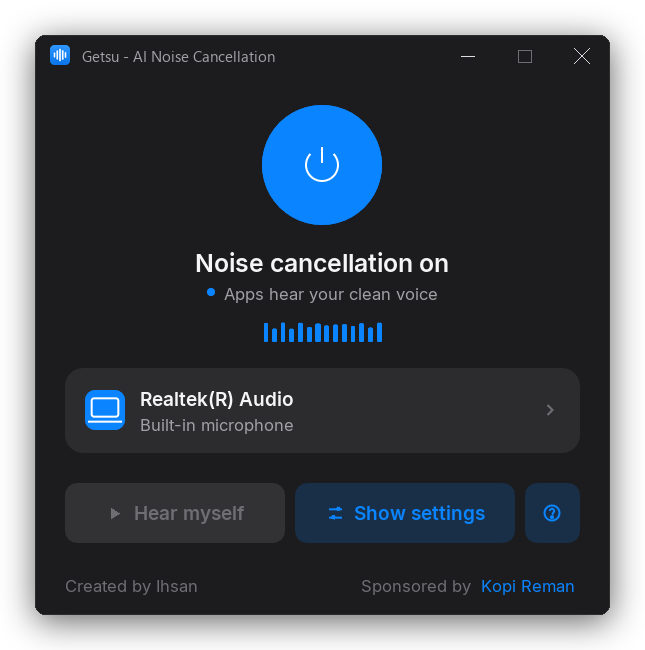 Getsu - AI Noise Cancellation
Noise cancellation on
Apps hear your clean voice
Realtek(R) Audio
Built-in microphone
Hear myself
Show settings
Created by Ihsan
Sponsored by Kopi Reman